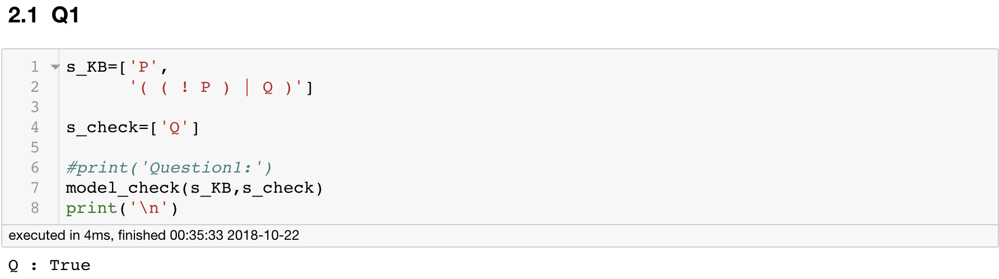 2.1 Q1
1 s_KB=['P',
2 '( ( ! P ) | Q )']
3
4 s_check=['Q']
5
6 #print('Question1:')
7 model_check(s_KB,s_check)
8 print('\n')
executed in 4ms, finished 00:35:33 2018-10-22
Q : True